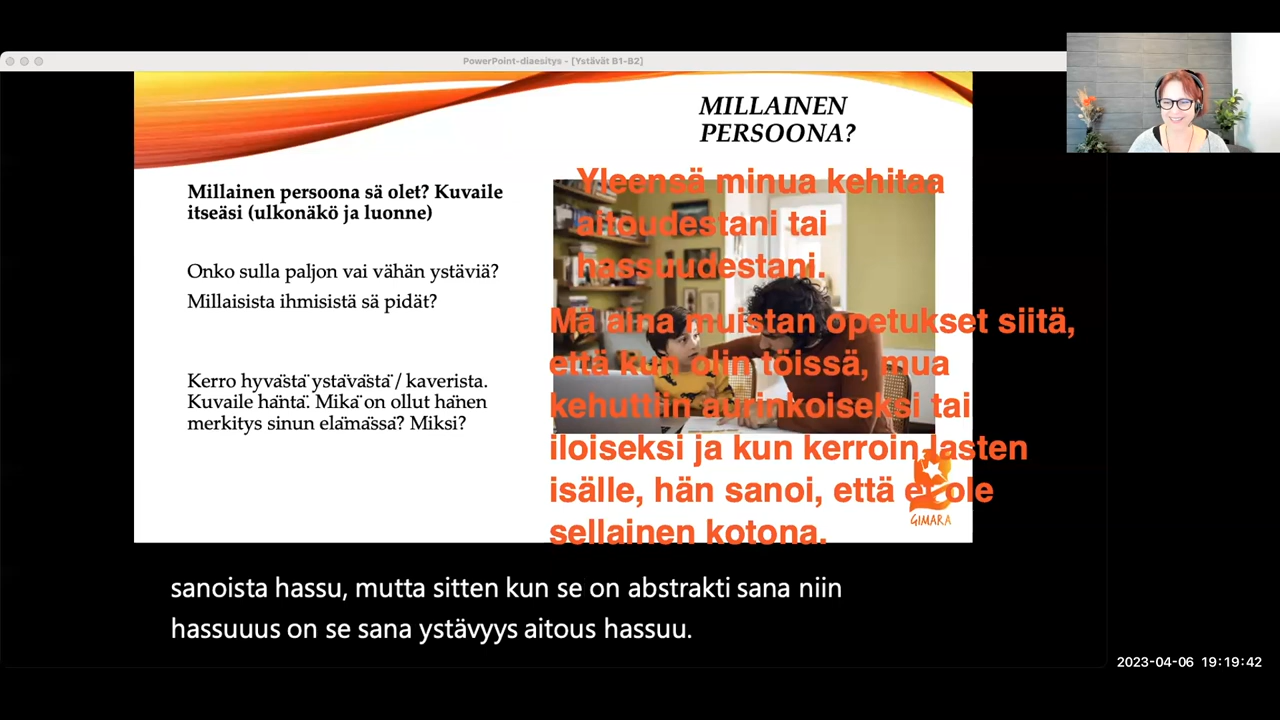 PowerPoint-diaesitys - [Ystävät B1-B2]
MILLAINEN
PERSOONA?
Millainen persoona sä olet? Kuvaile
itseäsi (ulkonäkö ja luonne)
Onko sulla paljon vai vähän ystäviä?
Millaisista ihmisistä sä pidät?
Kerro hyvästä ystävästä / kaverista.
Kuvaile häntä. Mikä on ollut hänen
merkitys sinun elämässä? Miksi?
Yleensä minua kehitaa
aitoudestani tai
hassuudestani.
Mä aina muistan opetukset siitä,
että kun olin töissä, mua
kehuttiin aurinkoiseksi tai
iloiseksi ja kun kerroin lasten
isälle, hän sanoi, että et ole
sellainen kotona.
GIMARA
sanoista hassu, mutta sitten kun se on abstrakti sana niin
hassuuus on se sana ystävyys aitous hassuu.
2023-04-06 19:19:42